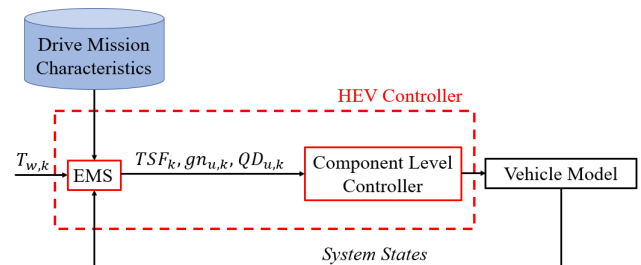 Drive Mission
Characteristics
HEV Controller
T_{w,k}
EMS
TSF_k, gn_{u,k}, QD_{u,k}
Component Level
Controller
Vehicle Model
System States